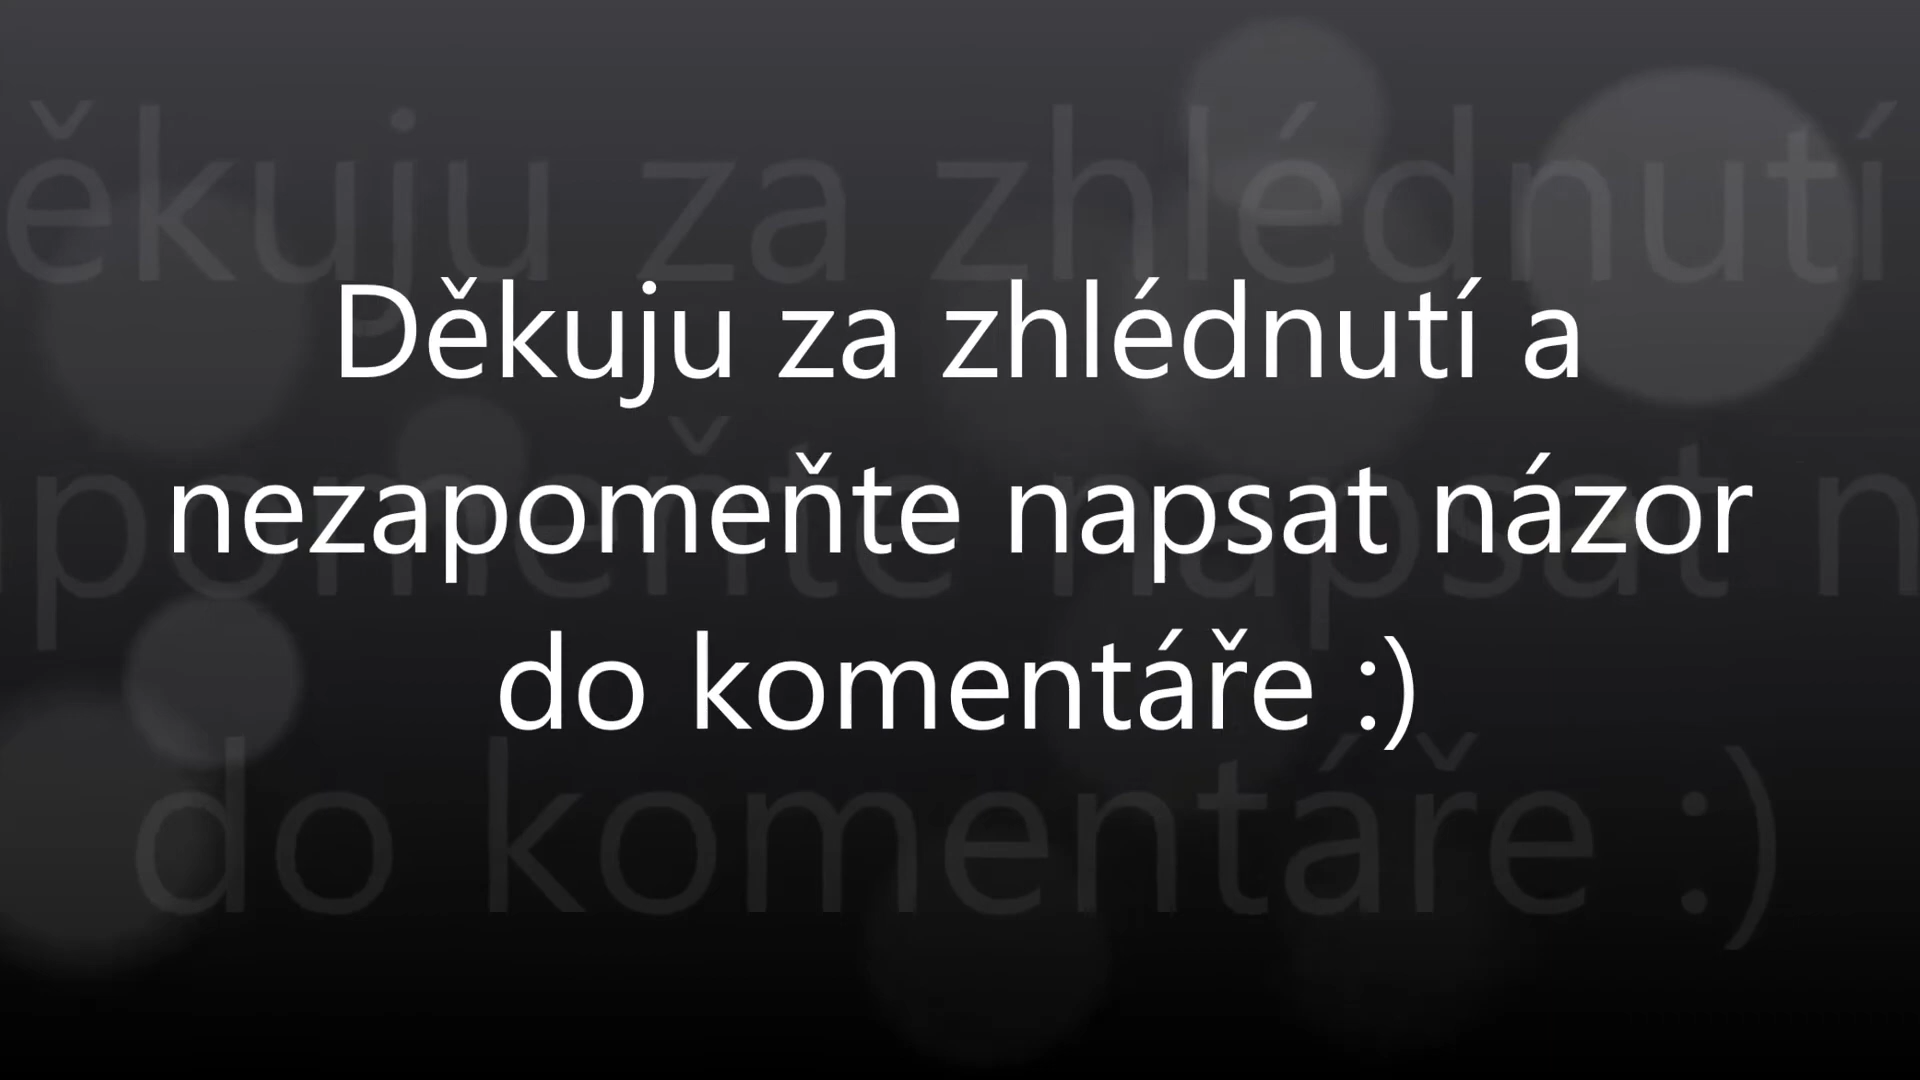 Děkuju za zhlédnutí a
nezapomeňte napsat názor
do komentáře :)